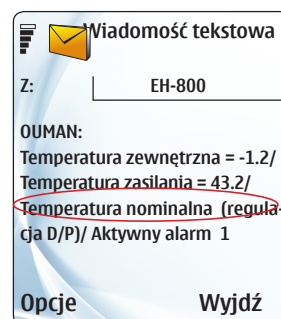 Wiadomość tekstowa
Z: EH-800
OUMAN:
Temperatura zewnętrzna = -1.2/
Temperatura zasilania = 43.2/
Temperatura nominalna (regula-
cja D/P)/ Aktywny alarm 1
Opcje Wyjdź